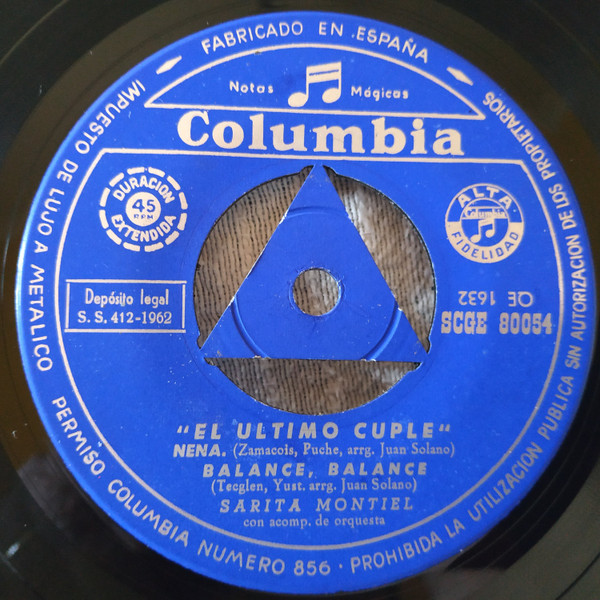 FABRICADO EN ESPAÑA
Notas Mágicas
Columbia
DURACION
45
RPM
EXTENDIDA
ALTA
Columbia
FIDELIDAD
Depósito legal
S. S. 412-1962
QE 1632
SCGE 80054
"EL ULTIMO CUPLE"
NENA. (Zamacois, Puche, arrg. Juan Solano)
BALANCE, BALANCE
(Tecglen, Yust. arrg. Juan Solano)
SARITA MONTIEL
con acomp. de orquesta
IMPUESTO DE LUJO A METALICO
PERMISO COLUMBIA NUMERO 856 · PROHIBIDA LA UTILIZACION PUBLICA SIN AUTORIZACION DE LOS PROPIETARIOS